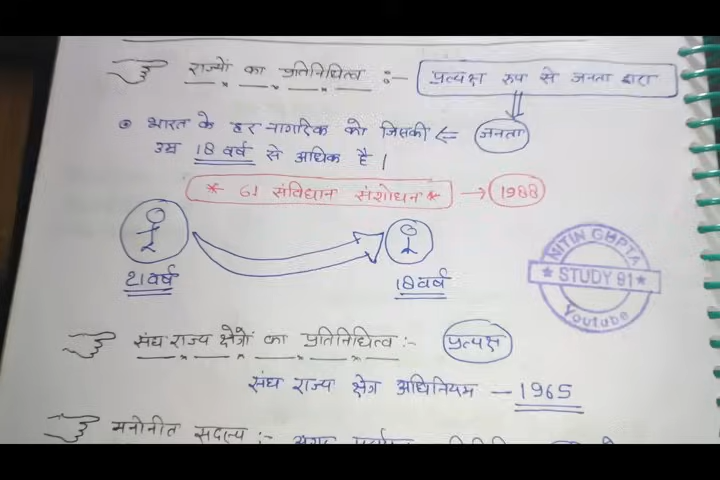 राज्यों का प्रतिनिधित्व :- प्रत्यक्ष रुप से जनता द्वारा
भारत के हर नागरिक को जिसकी ⇐ जनता
उम्र 18 वर्ष से अधिक है।
* 61 संविधान संशोधन * → 1988
21 वर्ष
18 वर्ष
NITIN GUPTA
* STUDY 91 *
Youtube
संघ राज्य क्षेत्रों का प्रतिनिधित्व :- प्रत्यक्ष
संघ राज्य क्षेत्र अधिनियम - 1965
मनोनीत सदस्य :-